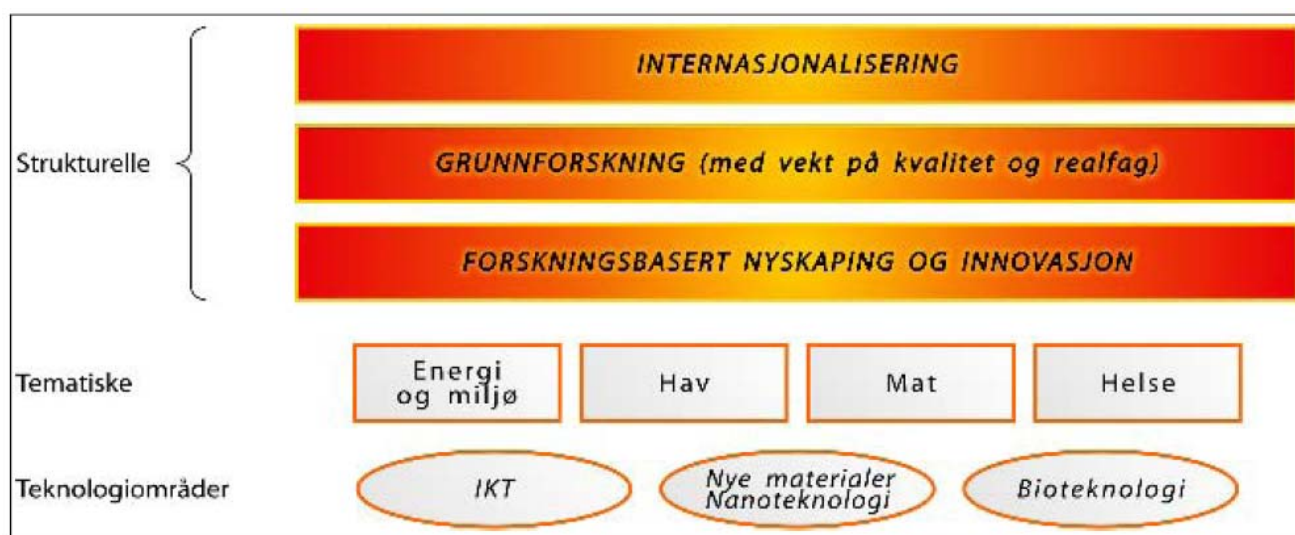 INTERNASJONALISERING
Strukturelle
GRUNNFORSKNING (med vekt på kvalitet og realfag)
FORSKNINGSBASERT NYSKAPING OG INNOVASJON
Tematiske
Energi
og miljø
Hav
Mat
Helse
Teknologiområder
IKT
Nye materialer
Nanoteknologi
Bioteknologi